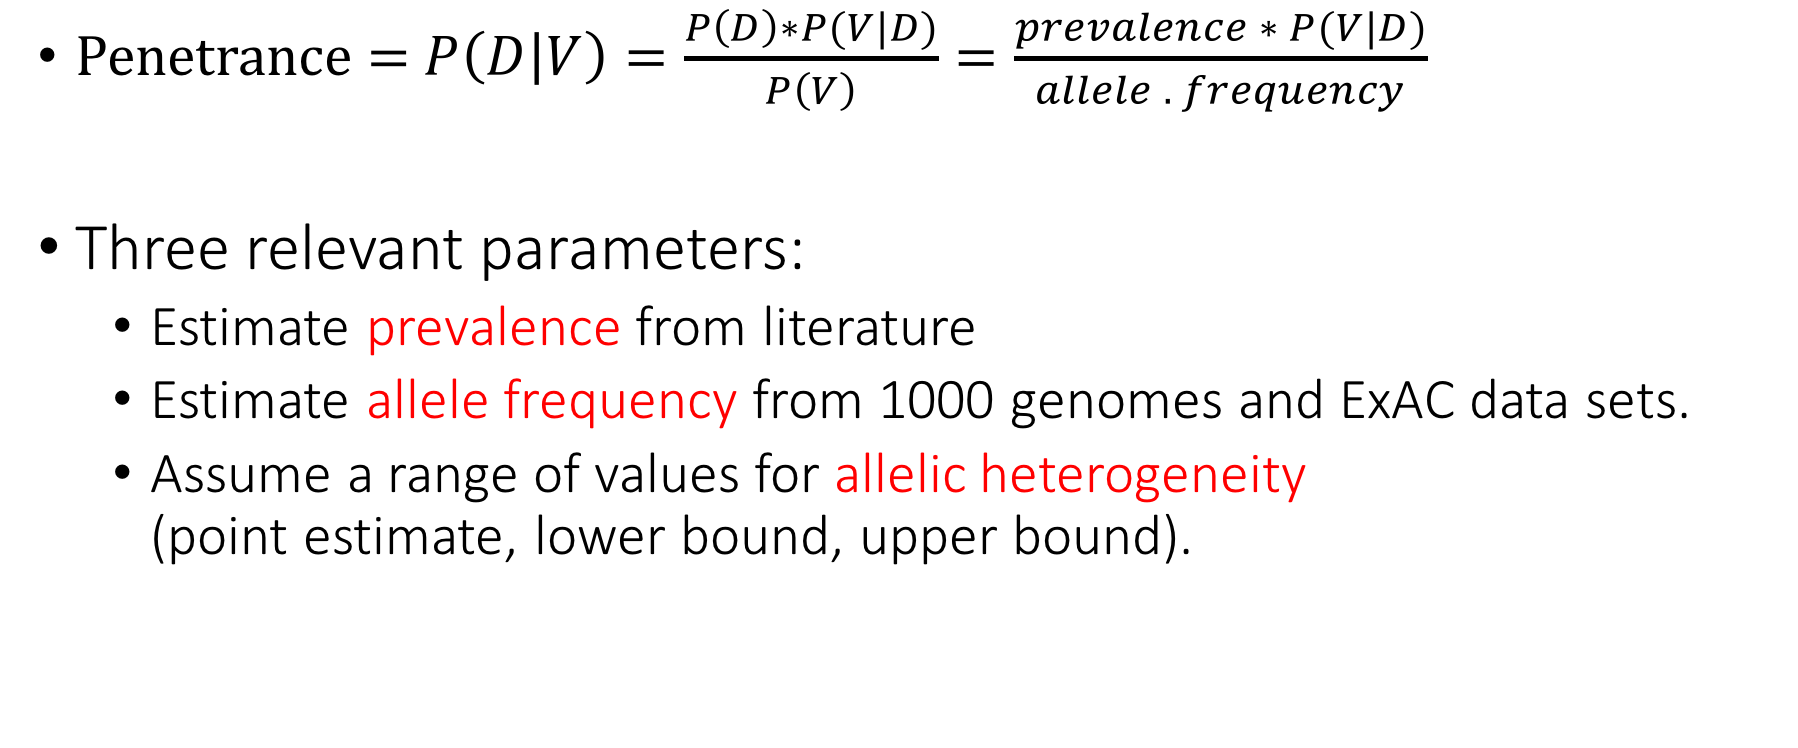 • Penetrance = P(D|V) = P(D)*P(V|D) / P(V) = prevalence * P(V|D) / allele . frequency
• Three relevant parameters:
• Estimate prevalence from literature
• Estimate allele frequency from 1000 genomes and ExAC data sets.
• Assume a range of values for allelic heterogeneity
(point estimate, lower bound, upper bound).